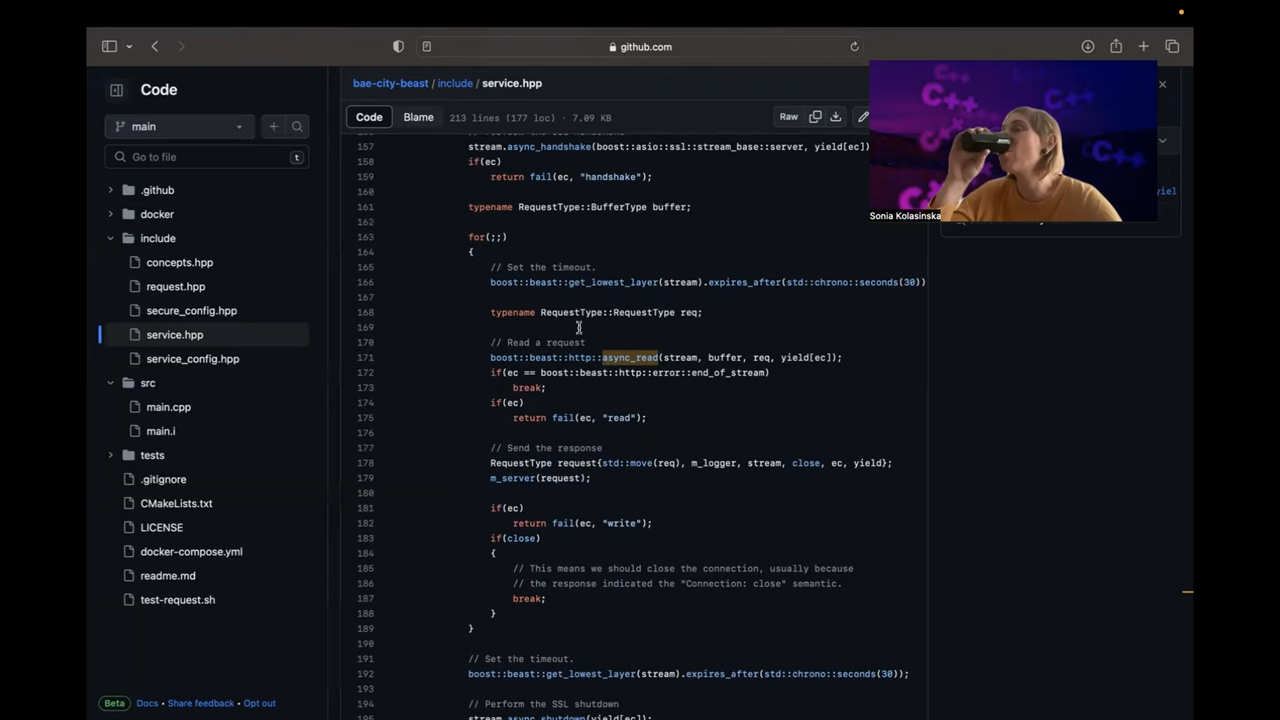 github.com
Code
main
Go to file
t
.github
docker
include
concepts.hpp
request.hpp
secure_config.hpp
service.hpp
service_config.hpp
src
main.cpp
main.i
tests
.gitignore
CMakeLists.txt
LICENSE
docker-compose.yml
readme.md
test-request.sh
Beta Docs · Share feedback · Opt out
bae-city-beast / include / service.hpp
Code Blame 213 lines (177 loc) · 7.09 KB Raw
157 stream.async_handshake(boost::asio::ssl::stream_base::server, yield[ec])
158 if(ec)
159 return fail(ec, "handshake");
160
161 typename RequestType::BufferType buffer;
162
163 for(;;)
164 {
165 // Set the timeout.
166 boost::beast::get_lowest_layer(stream).expires_after(std::chrono::seconds(30))
167
168 typename RequestType::RequestType req;
169
170 // Read a request
171 boost::beast::http::async_read(stream, buffer, req, yield[ec]);
172 if(ec == boost::beast::http::error::end_of_stream)
173 break;
174 if(ec)
175 return fail(ec, "read");
176
177 // Send the response
178 RequestType request{std::move(req), m_logger, stream, close, ec, yield};
179 m_server(request);
180
181 if(ec)
182 return fail(ec, "write");
183 if(close)
184 {
185 // This means we should close the connection, usually because
186 // the response indicated the "Connection: close" semantic.
187 break;
188 }
189 }
190
191 // Set the timeout.
192 boost::beast::get_lowest_layer(stream).expires_after(std::chrono::seconds(30));
193
194 // Perform the SSL shutdown
C++
C++
C++
C++
Sonia Kolasinska
yiel